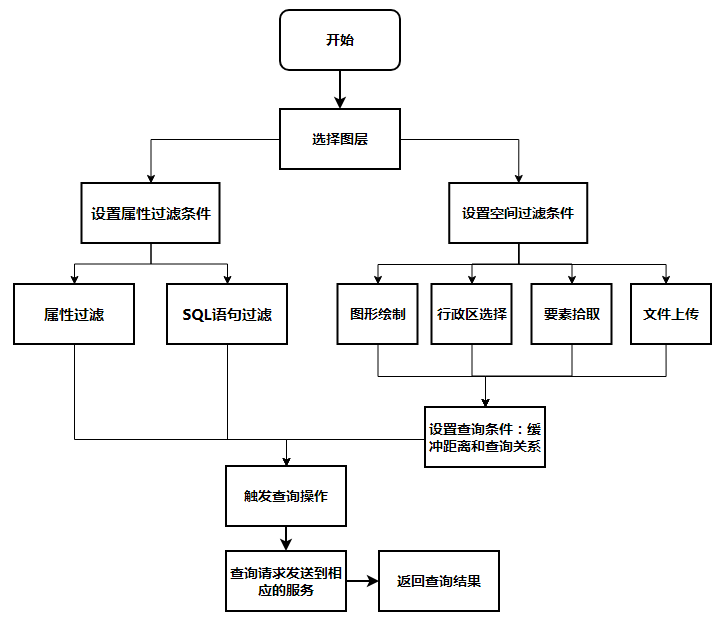 开始
选择图层
设置属性过滤条件
设置空间过滤条件
属性过滤
SQL语句过滤
图形绘制
行政区选择
要素拾取
文件上传
设置查询条件：缓
冲距离和查询关系
触发查询操作
查询请求发送到相
应的服务
返回查询结果